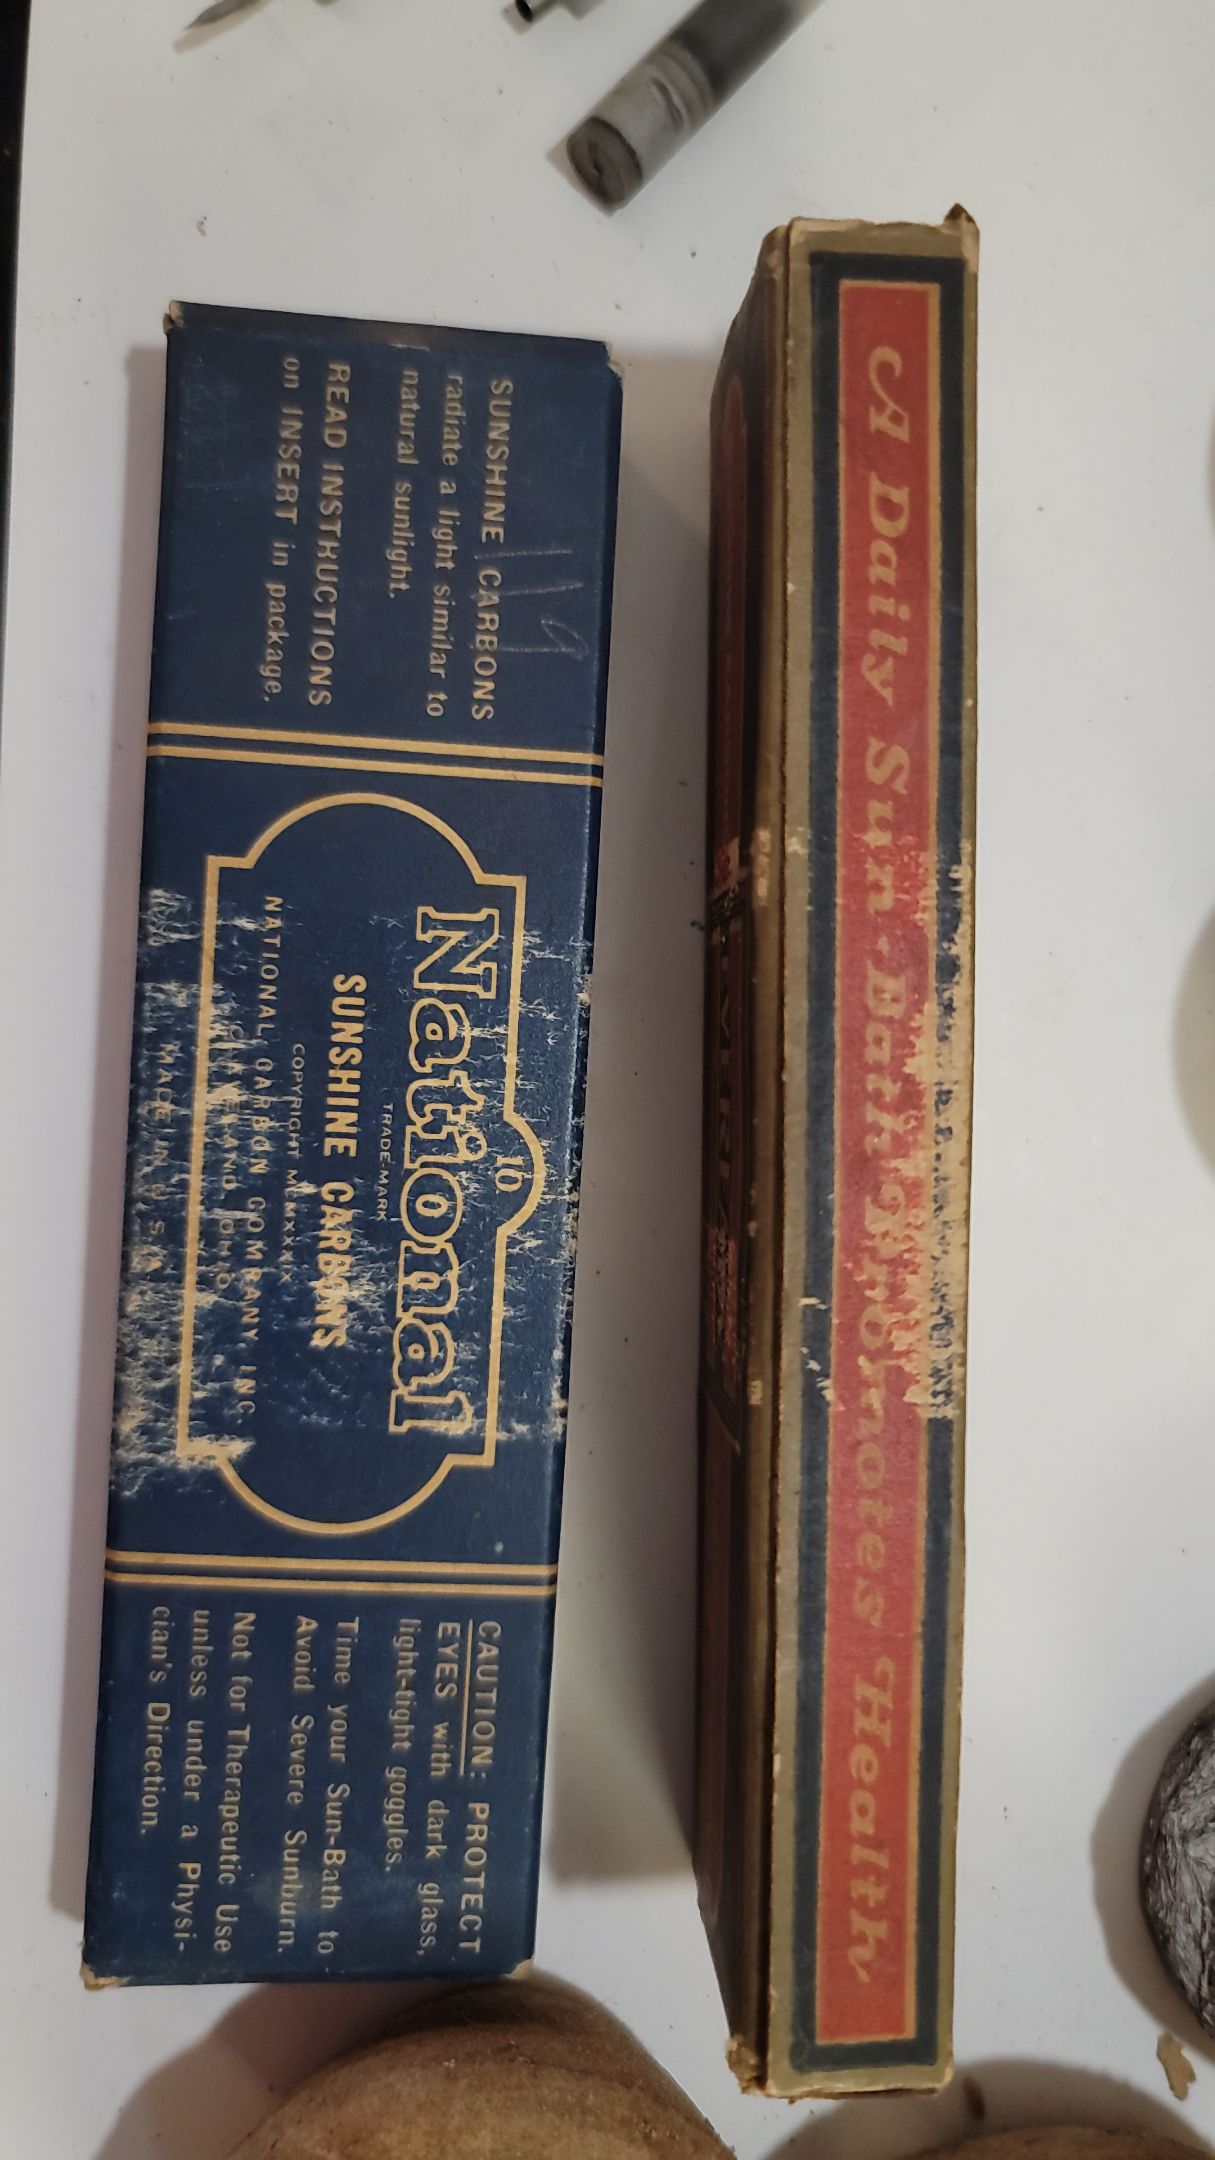 SUNSHINE CARBONS
radiate a light similar to
natural sunlight.
READ INSTRUCTIONS
on INSERT in package.
10
National
TRADE-MARK
SUNSHINE CARBONS
COPYRIGHT MCMXXIX
NATIONAL CARBON COMPANY, INC.
CLEVELAND, OHIO
MADE IN U.S.A.
CAUTION: PROTECT
EYES with dark glass,
light-tight goggles.
Time your Sun-Bath to
Avoid Severe Sunburn.
Not for Therapeutic Use
unless under a Physi-
cian's Direction.
A Daily Sun-Bath Promotes Health